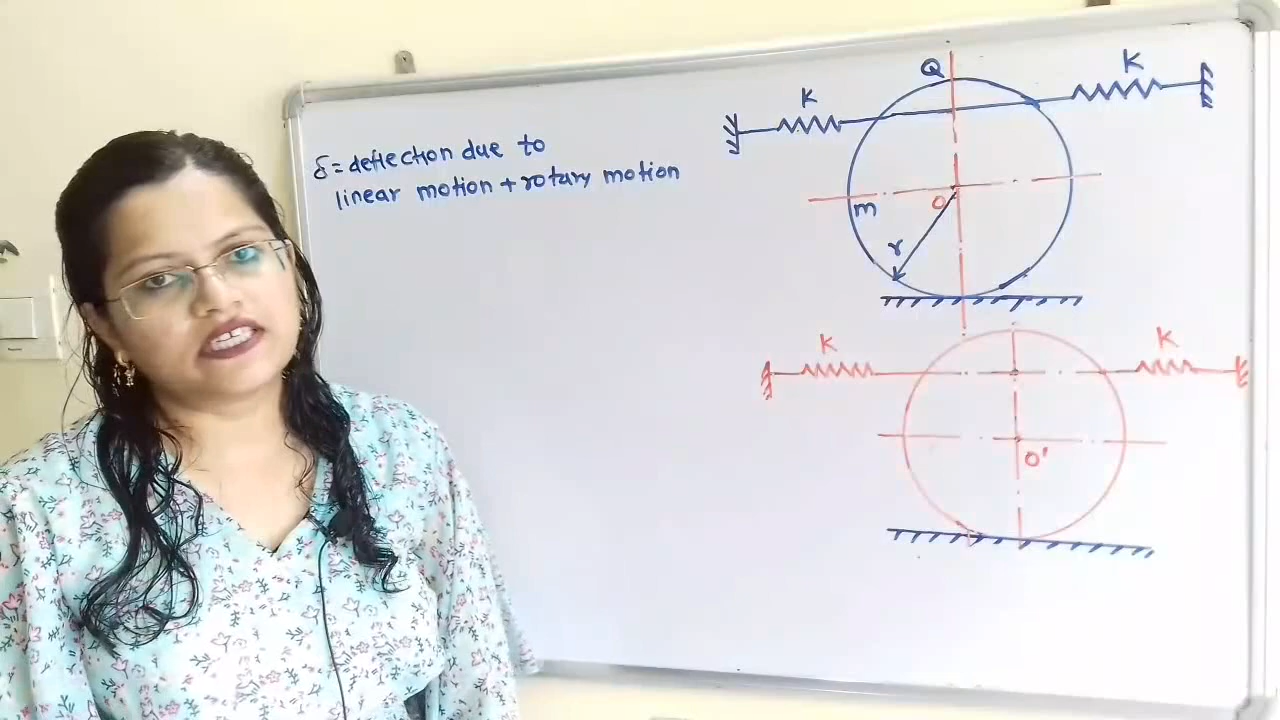 δ = deflection due to
linear motion + rotary motion
Q
K
K
O
m
r
K
K
O'